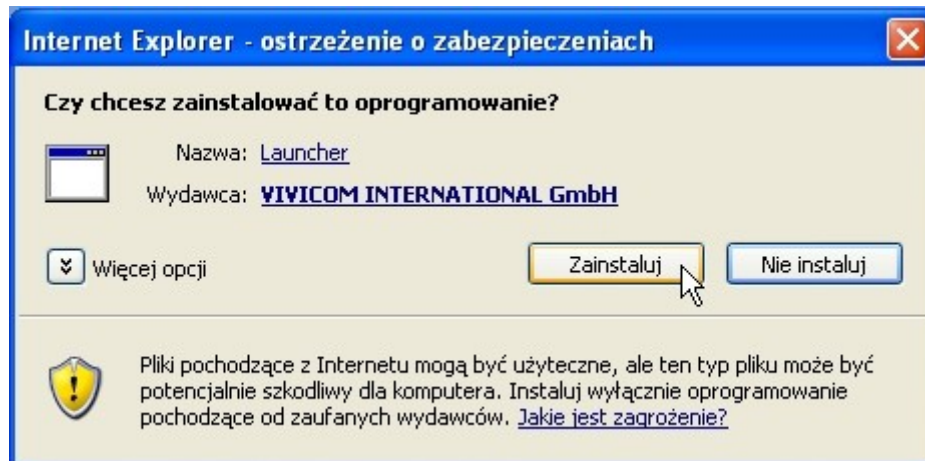 Internet Explorer - ostrzeżenie o zabezpieczeniach
Czy chcesz zainstalować to oprogramowanie?
Nazwa: Launcher
Wydawca: VIVICOM INTERNATIONAL GmbH
Więcej opcji Zainstaluj Nie instaluj
Pliki pochodzące z Internetu mogą być użyteczne, ale ten typ pliku może być
potencjalnie szkodliwy dla komputera. Instaluj wyłącznie oprogramowanie
pochodzące od zaufanych wydawców. Jakie jest zagrożenie?